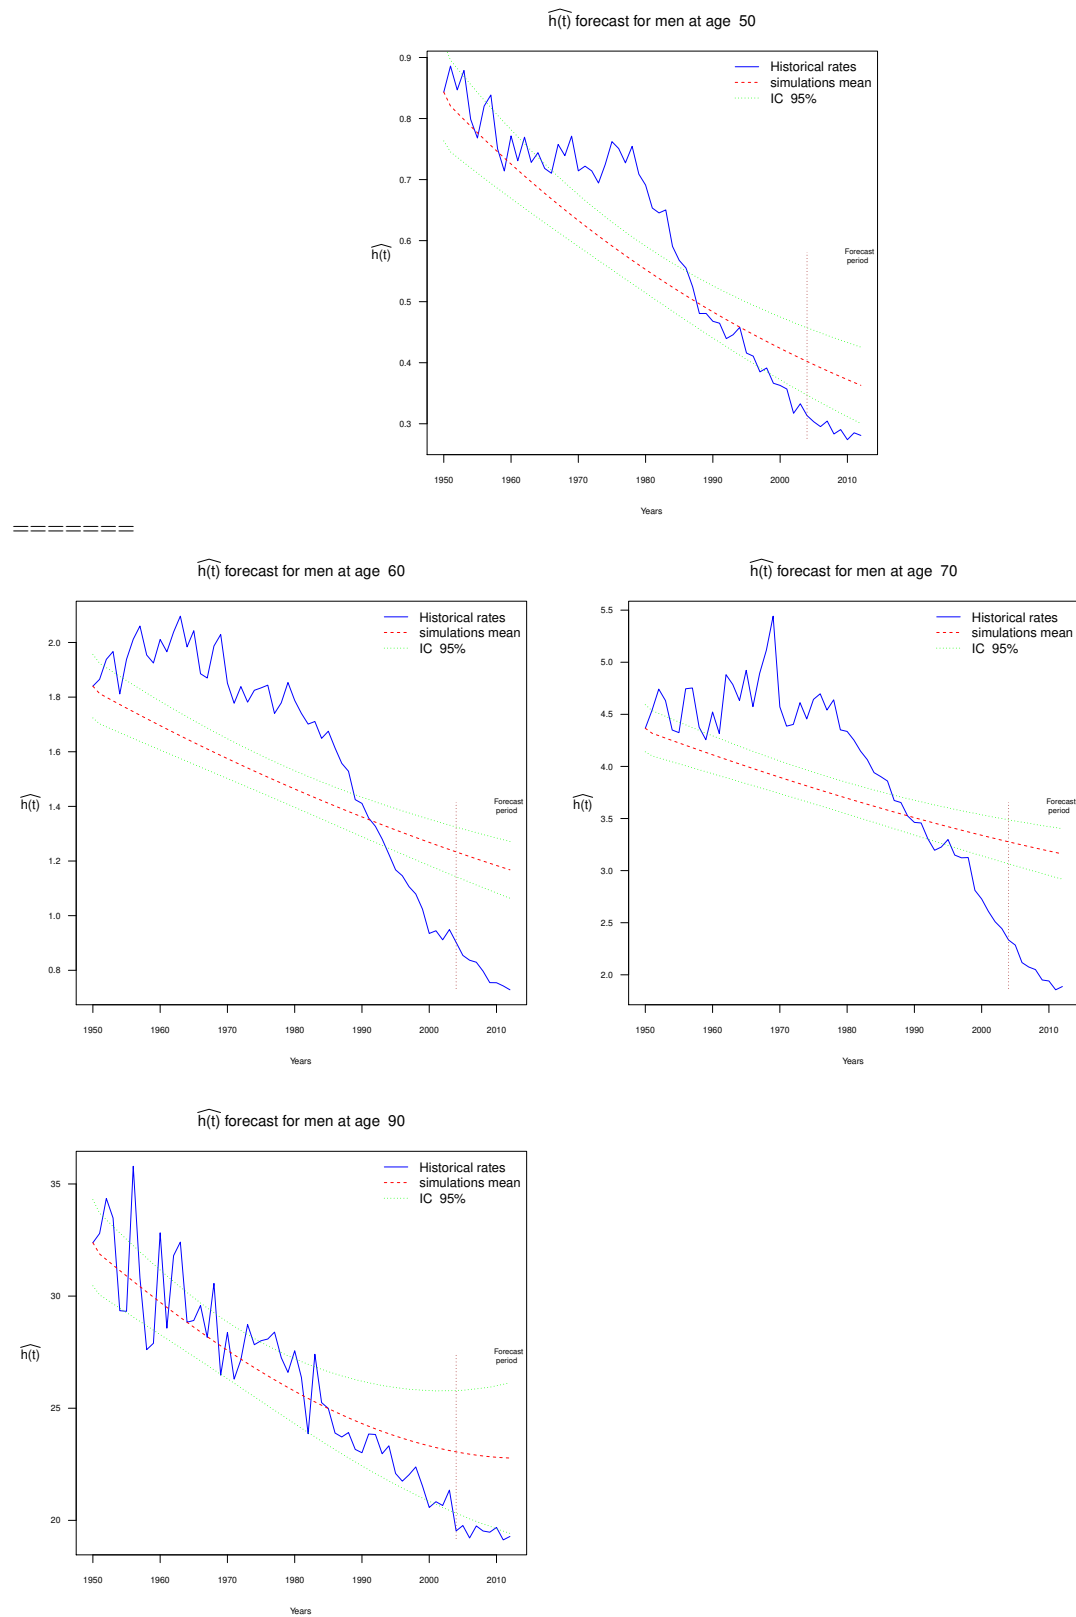 h(t) forecast for men at age 50
0.9
0.8
0.7
0.6
0.5
0.4
0.3
h(t)
Historical rates
simulations mean
IC 95%
Forecast
period
1950 1960 1970 1980 1990 2000 2010
Years
=======
h(t) forecast for men at age 60
2.0
1.8
1.6
1.4
1.2
1.0
0.8
h(t)
Historical rates
simulations mean
IC 95%
Forecast
period
1950 1960 1970 1980 1990 2000 2010
Years
h(t) forecast for men at age 70
5.5
5.0
4.5
4.0
3.5
3.0
2.5
2.0
h(t)
Historical rates
simulations mean
IC 95%
Forecast
period
1950 1960 1970 1980 1990 2000 2010
Years
h(t) forecast for men at age 90
35
30
25
20
h(t)
Historical rates
simulations mean
IC 95%
Forecast
period
1950 1960 1970 1980 1990 2000 2010
Years